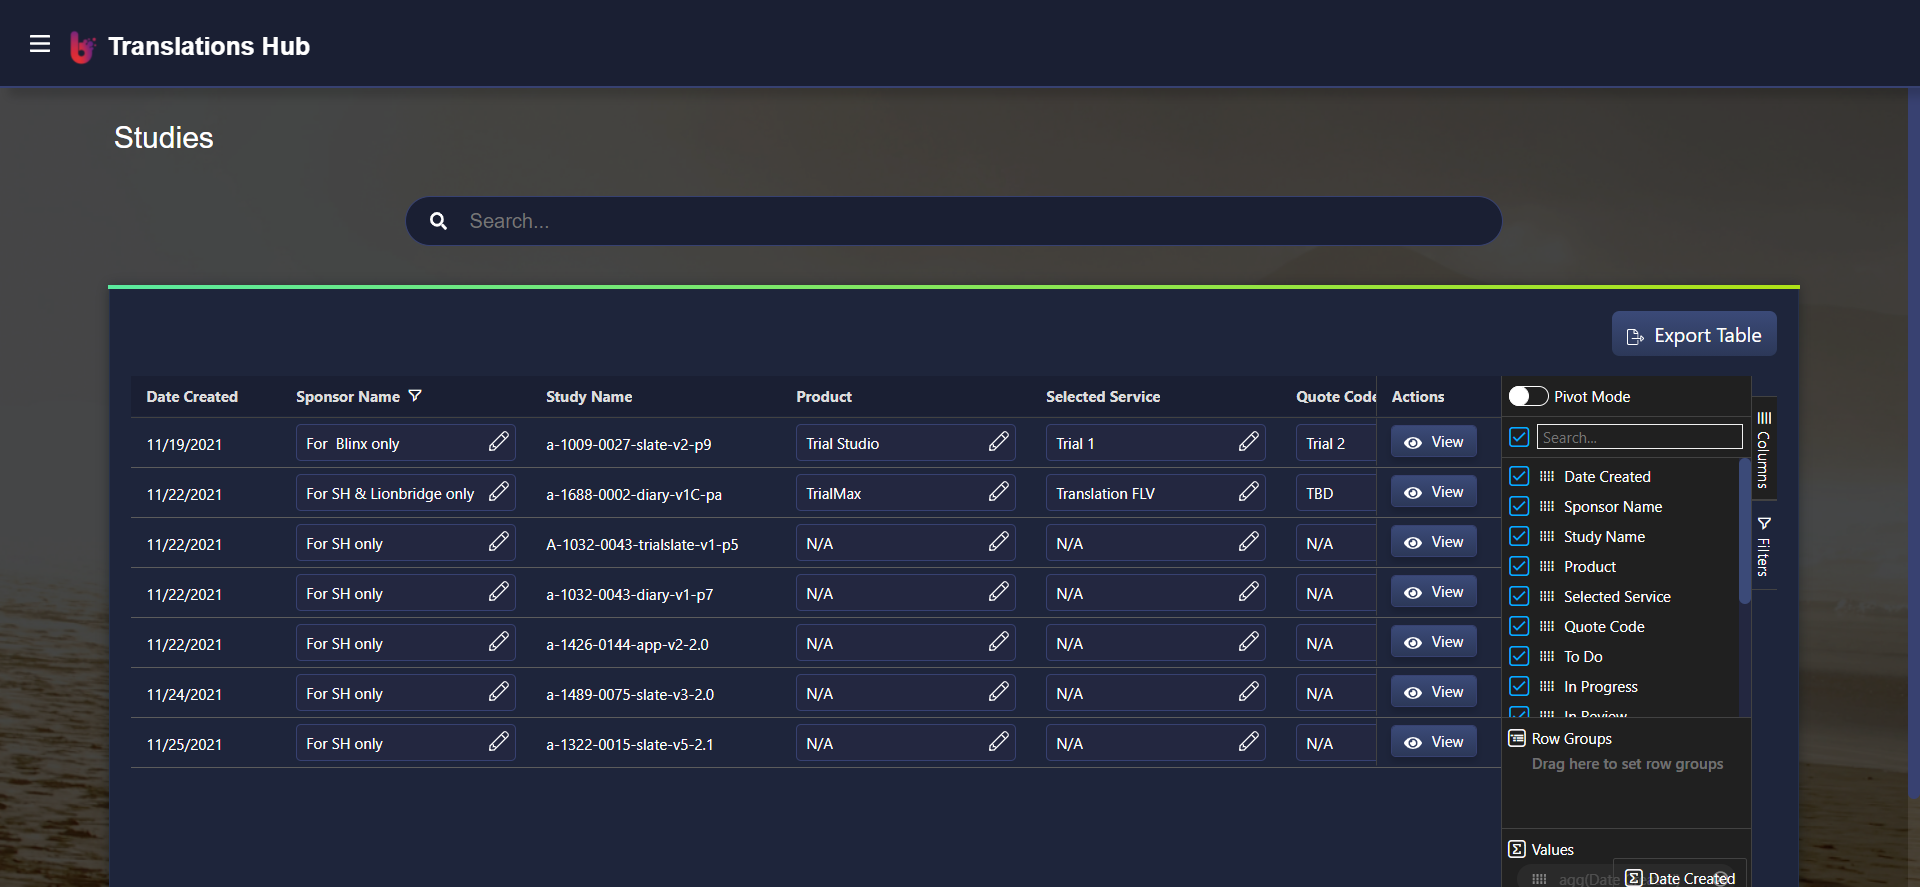 Translations Hub
Studies
Search...
Export Table
Date Created Sponsor Name Study Name Product Selected Service Quote Code Actions
11/19/2021 For Blinx only a-1009-0027-slate-v2-p9 Trial Studio Trial 1 Trial 2 View
11/22/2021 For SH & Lionbridge only a-1688-0002-diary-v1C-pa TrialMax Translation FLV TBD View
11/22/2021 For SH only A-1032-0043-trialslate-v1-p5 N/A N/A N/A View
11/22/2021 For SH only a-1032-0043-diary-v1-p7 N/A N/A N/A View
11/22/2021 For SH only a-1426-0144-app-v2-2.0 N/A N/A N/A View
11/24/2021 For SH only a-1489-0075-slate-v3-2.0 N/A N/A N/A View
11/25/2021 For SH only a-1322-0015-slate-v5-2.1 N/A N/A N/A View
Pivot Mode
Search...
Date Created
Sponsor Name
Study Name
Product
Selected Service
Quote Code
To Do
In Progress
In Review
Row Groups
Drag here to set row groups
Values
agg(Date
Date Created
Columns
Filters